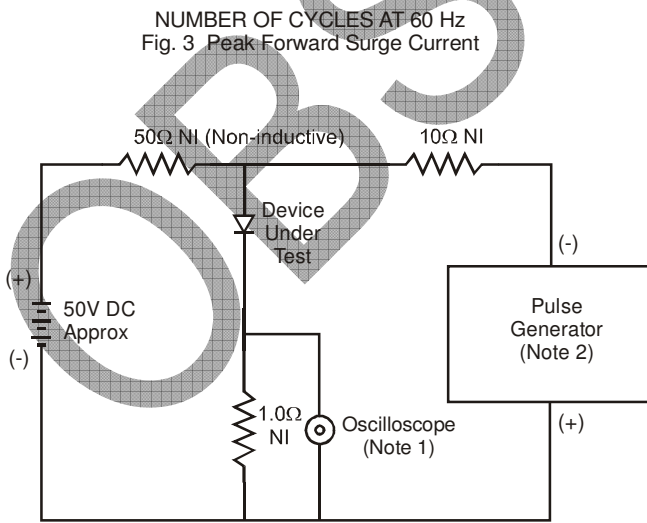 NUMBER OF CYCLES AT 60 Hz
Fig. 3 Peak Forward Surge Current
50Ω NI (Non-inductive)
10Ω NI
Device
Under
Test
(-)
(+)
50V DC
Approx
(-)
Pulse
Generator
(Note 2)
1.0Ω
NI
Oscilloscope
(Note 1)
(+)
OBS